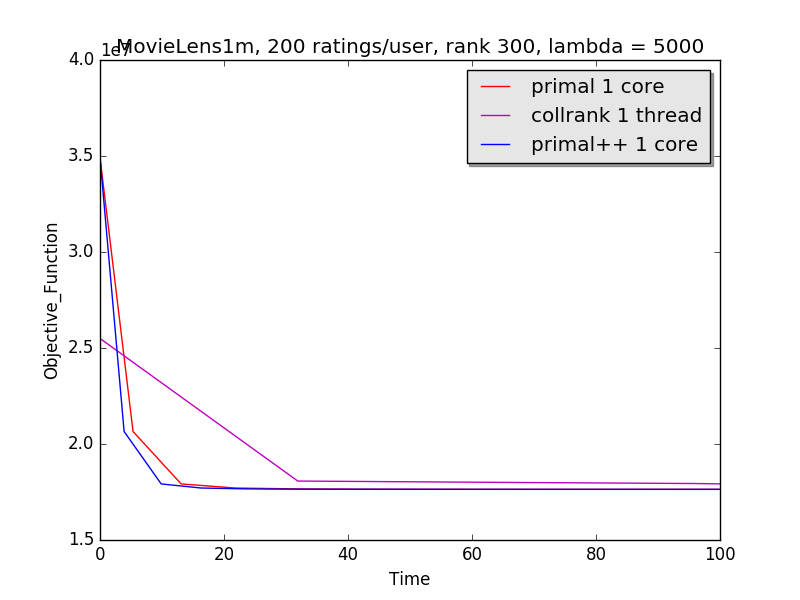 MovieLens1m, 200 ratings/user, rank 300, lambda = 5000
1e7
primal 1 core
collrank 1 thread
primal++ 1 core
4.0
3.5
3.0
2.5
2.0
1.5
Objective_Function
0 20 40 60 80 100
Time